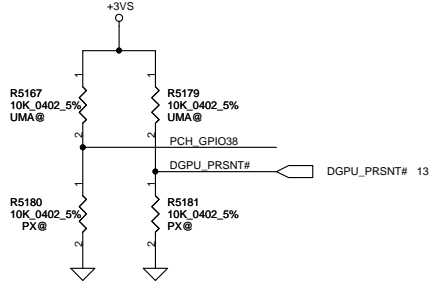 +3VS
1
1
R5167
10K_0402_5%
UMA@
R5179
10K_0402_5%
UMA@
2
2
PCH_GPIO38
DGPU_PRSNT#
DGPU_PRSNT# 13
1
1
R5180
10K_0402_5%
PX@
R5181
10K_0402_5%
PX@
2
2